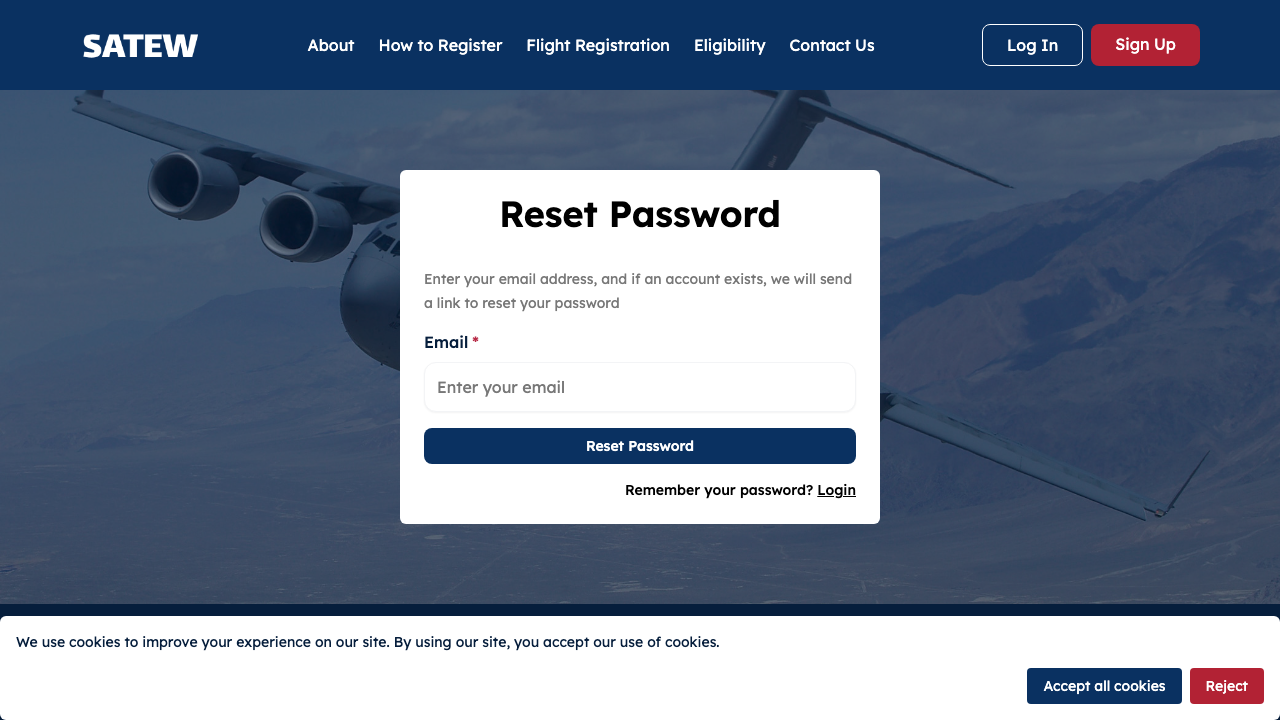 SATEW
About
How to Register
Flight Registration
Eligibility
Contact Us
Log In
Sign Up
Reset Password
Enter your email address, and if an account exists, we will send
a link to reset your password
Email *
Enter your email
Reset Password
Remember your password? Login
We use cookies to improve your experience on our site. By using our site, you accept our use of cookies.
Accept all cookies
Reject